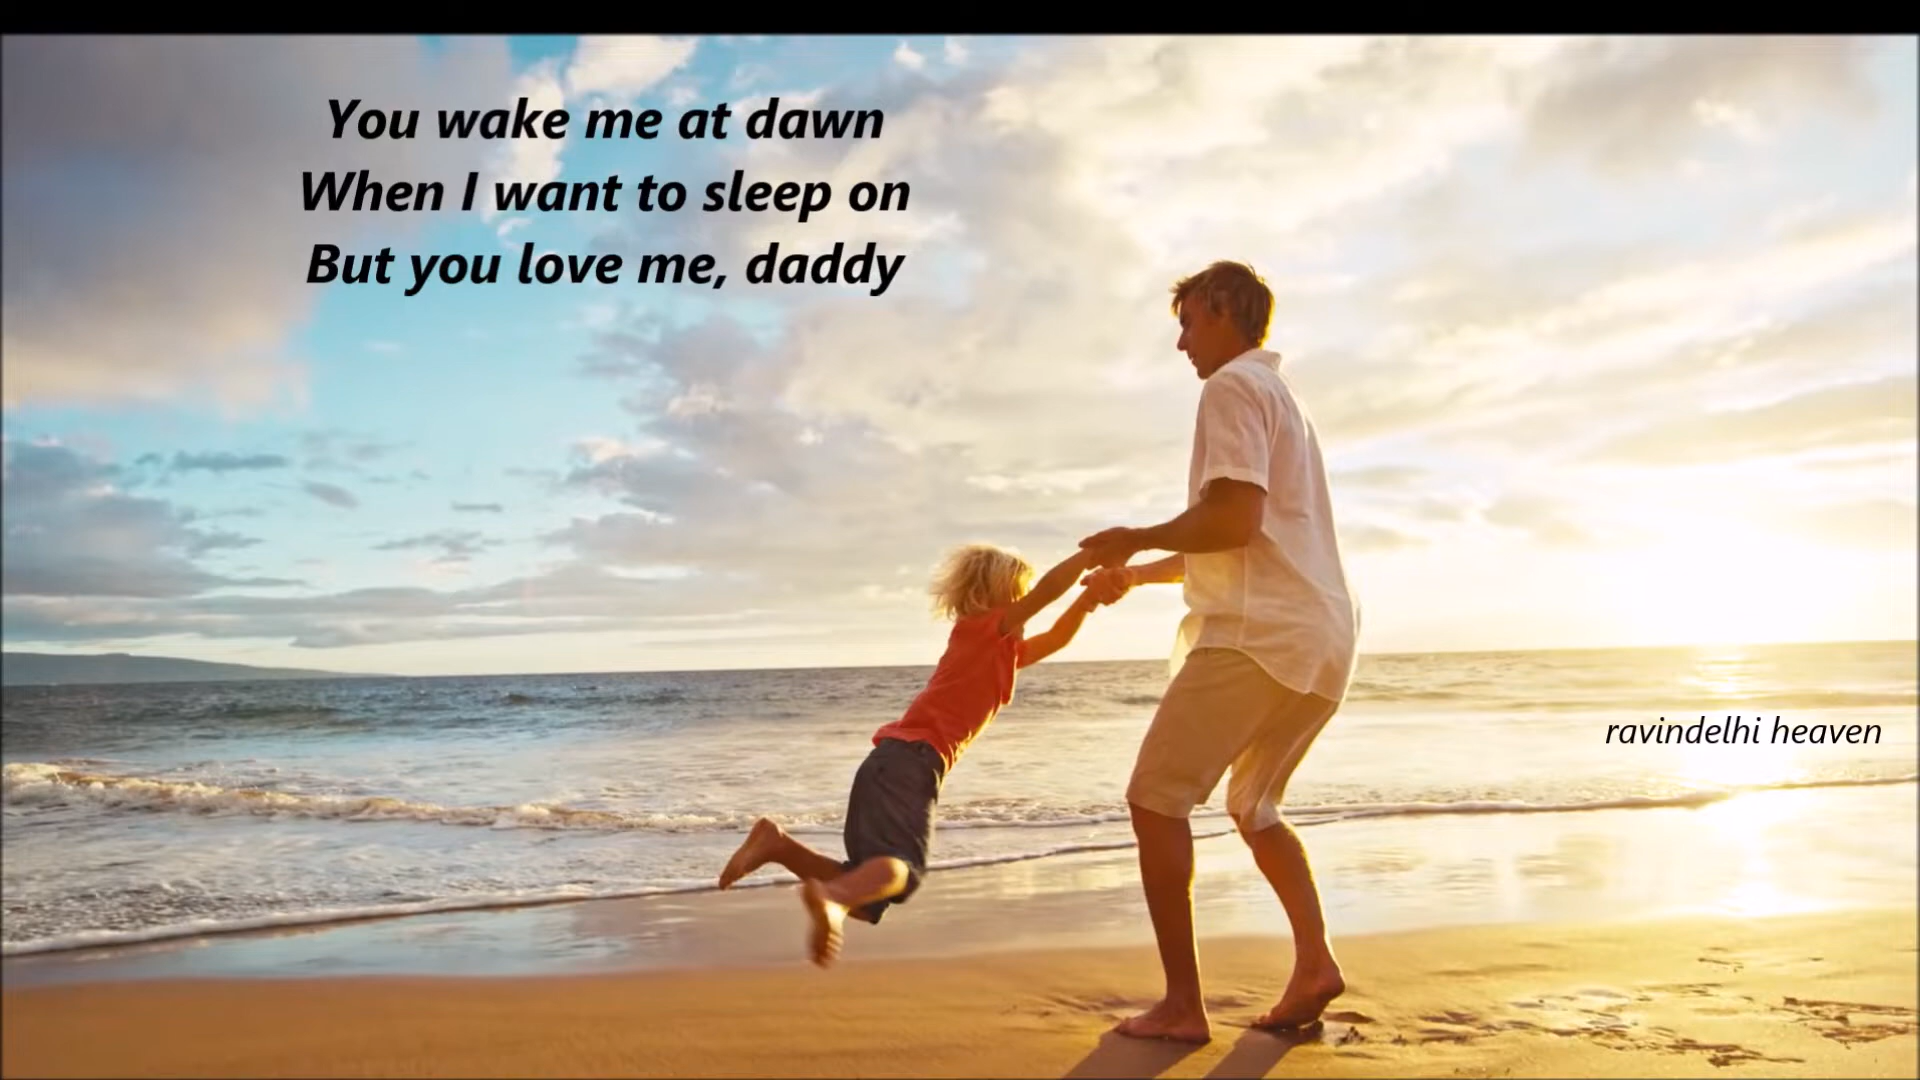 You wake me at dawn
When I want to sleep on
But you love me, daddy
ravindelhi heaven